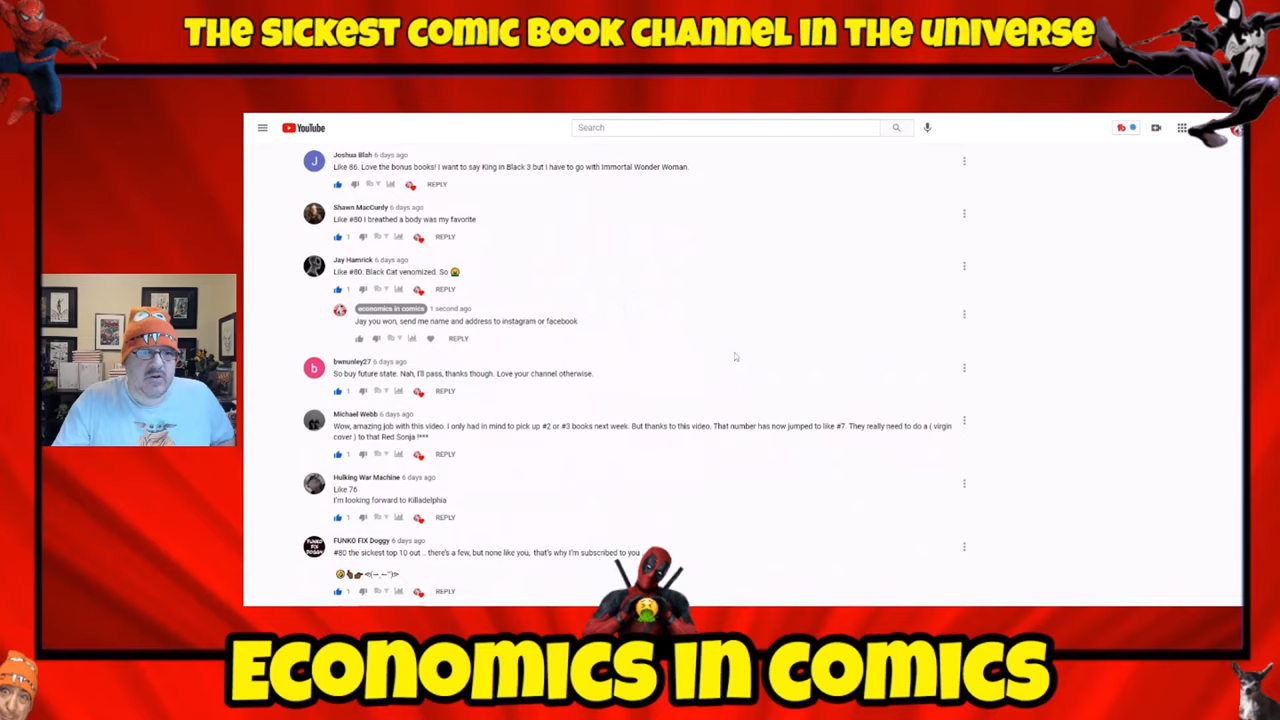 THE SICKEST COMIC BOOK CHANNEL IN THE UNIVERSE
YouTube
Search
Joshua Blah 6 days ago
Like 86. Love the bonus books! I want to say King in Black 3 but I have to go with Immortal Wonder Woman.
REPLY
Shawn MacCurdy 6 days ago
Like #80 I breathed a body was my favorite
1 REPLY
Jay Hamrick 6 days ago
Like #80. Black Cat venomized. So 🤮
1 REPLY
economics in comics 1 second ago
Jay you won, send me name and address to instagram or facebook
REPLY
bwnunley27 6 days ago
So buy future state. Nah, I'll pass, thanks though. Love your channel otherwise.
1 REPLY
Michael Webb 6 days ago
Wow, amazing job with this video. I only had in mind to pick up #2 or #3 books next week. But thanks to this video. That number has now jumped to like #7. They really need to do a ( virgin
cover ) to that Red Sonja !***
1 REPLY
Hulking War Machine 6 days ago
Like 76
I'm looking forward to Killadelphia
1 REPLY
FUNKO FIX Doggy 6 days ago
#80 the sickest top 10 out .. there's a few, but none like you, that's why I'm subscribed to you
1 REPLY
ECONOMICS IN COMICS